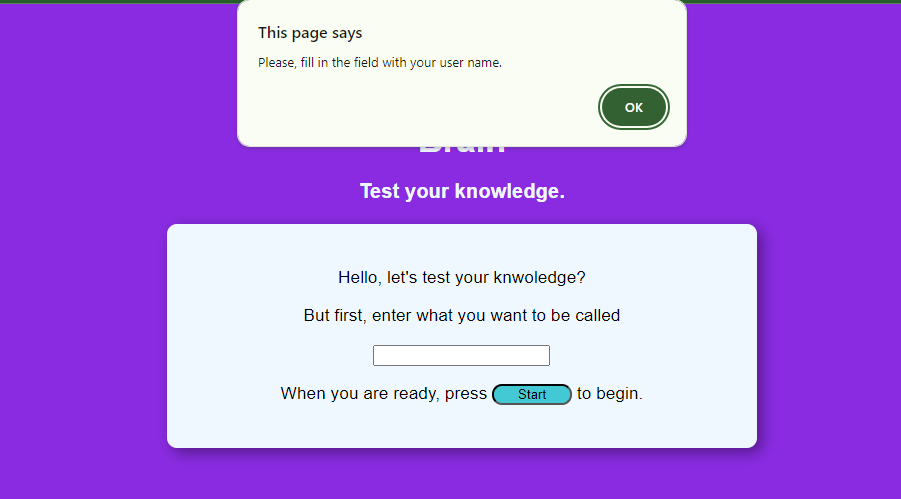 This page says
Please, fill in the field with your user name.
OK
Test your knowledge.
Hello, let's test your knwoledge?
But first, enter what you want to be called
When you are ready, press Start to begin.